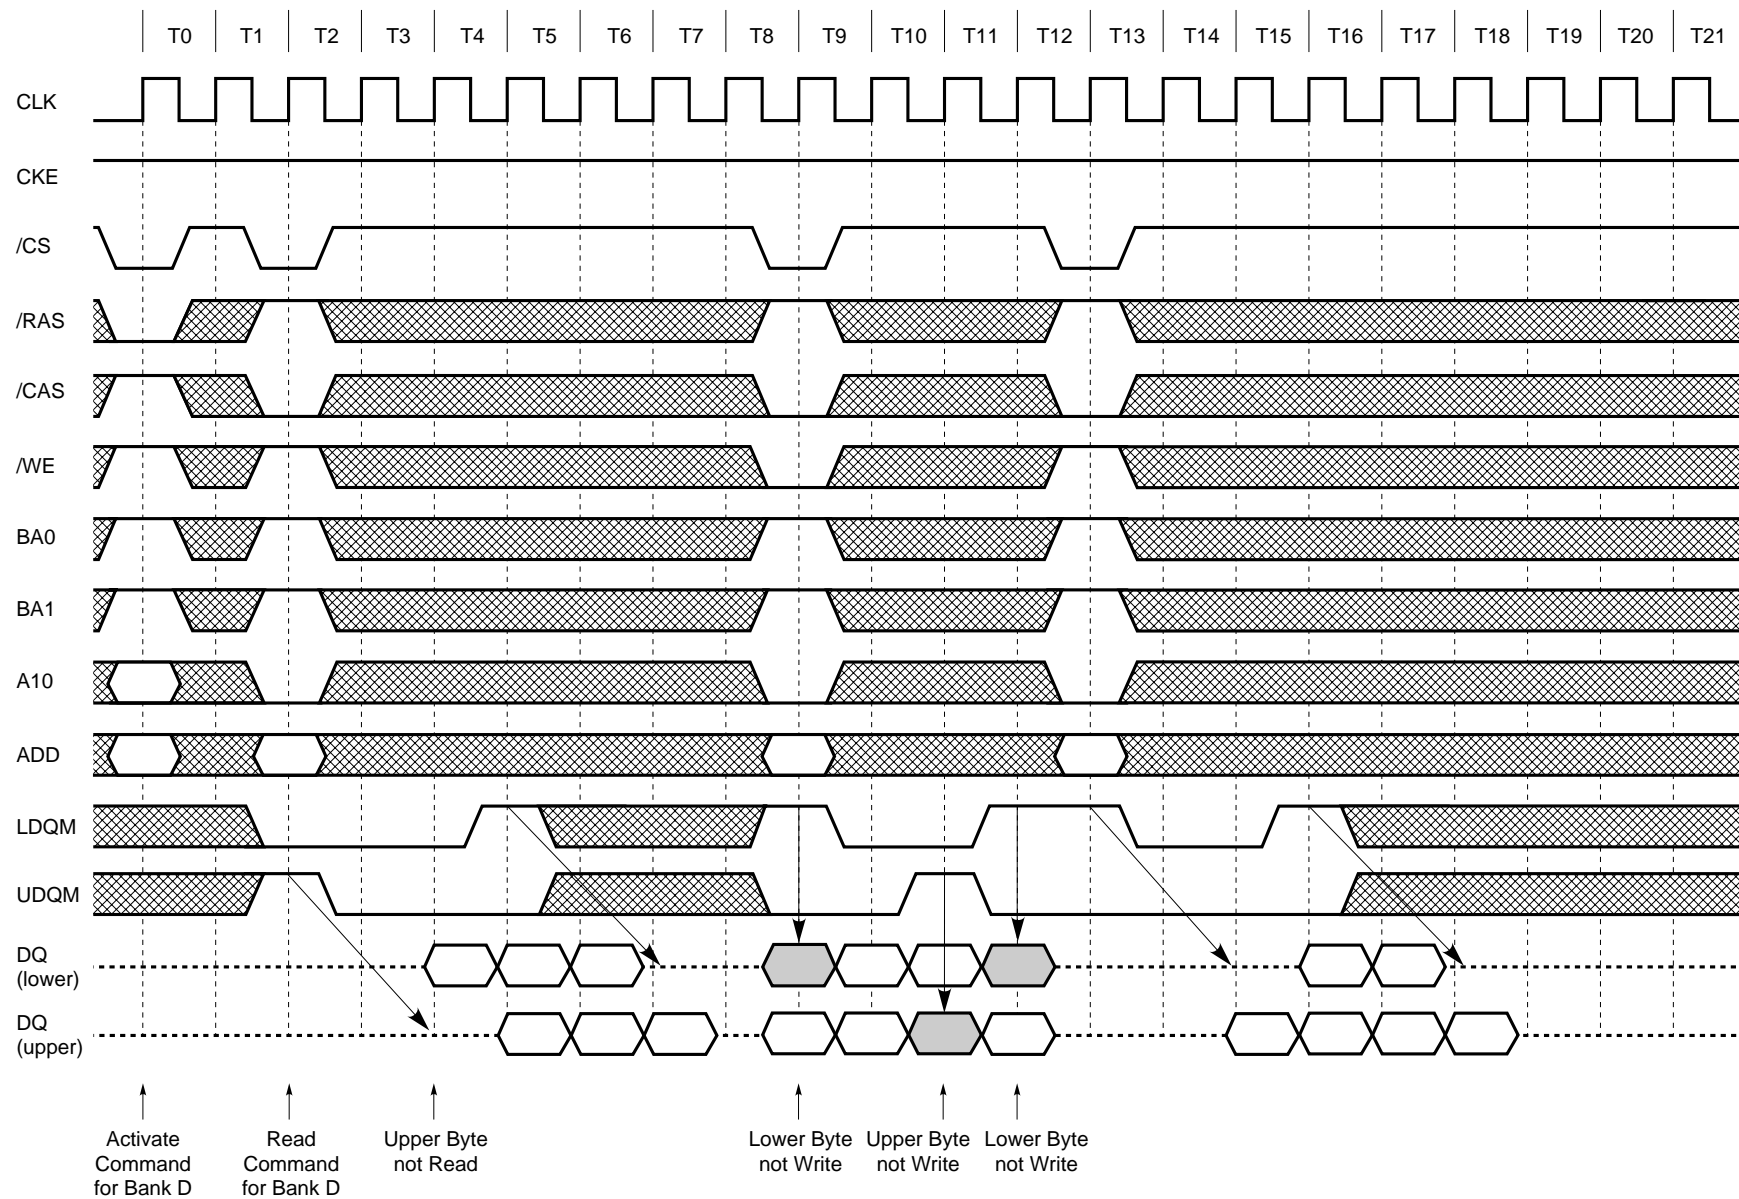 T0 T1 T2 T3 T4 T5 T6 T7 T8 T9 T10 T11 T12 T13 T14 T15 T16 T17 T18 T19 T20 T21
CLK
CKE
/CS
/RAS
/CAS
/WE
BA0
BA1
A10
ADD
LDQM
UDQM
DQ
(lower)
DQ
(upper)
Activate
Command
for Bank D
Read
Command
for Bank D
Upper Byte
not Read
Lower Byte
not Write
Upper Byte
not Write
Lower Byte
not Write